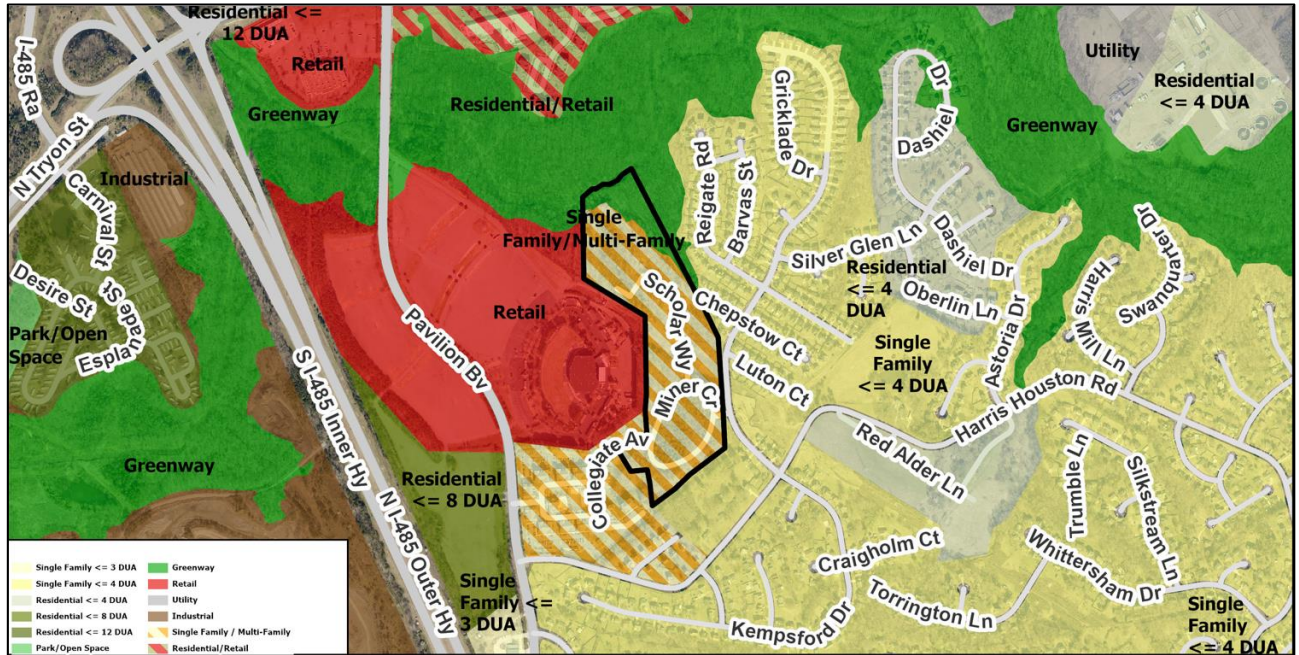 Residential <=
12 DUA
Retail
Greenway
I-485 Ra
N Tryon St
Industrial
Carnival St
Desire St
Esplaunade St
Park/Open
Space
Greenway
S I-485 Inner Hy
N I-485 Outer Hy
Pavilion Bv
Retail
Residential
<= 8 DUA
Single
Family <=
3 DUA
Residential/Retail
Single
Family/Multi-Family
Scholar Wy
Miner Cr
Collegiate Av
Reigate Rd
Barvas St
Gricklade Dr
Chepstow Ct
Luton Ct
Silver Glen Ln
Residential
<= 4
DUA
Dashiel Dr
Dashiel Dr
Oberlin Ln
Astoria Dr
Single
Family
<= 4 DUA
Utility
Residential
<= 4 DUA
Greenway
Harris Mill Ln
Swanquarter Dr
Harris Houston Rd
Red Alder Ln
Trumble Ln
Silkstream Ln
Craigholm Ct
Torrington Ln
Whittersham Dr
Kempsford Dr
Single
Family
<= 4 DUA
Single Family <= 3 DUA
Single Family <= 4 DUA
Residential <= 4 DUA
Residential <= 8 DUA
Residential <= 12 DUA
Park/Open Space
Greenway
Retail
Utility
Industrial
Single Family / Multi-Family
Residential/Retail